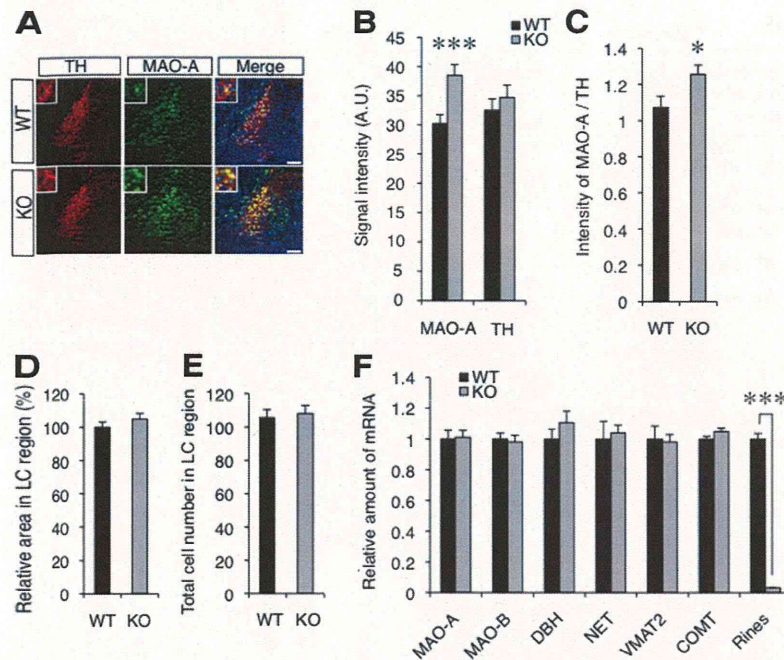 A
TH MAO-A Merge
WT
KO
B
WT
KO
***
Signal intensity (A.U.)
45
40
35
30
25
20
15
10
5
0
MAO-A TH
C
*
Intensity of MAO-A / TH
1.4
1.2
1
0.8
0.6
0.4
0.2
0
WT KO
D
Relative area in LC region (%)
120
100
80
60
40
20
0
WT KO
E
Total cell number in LC region
120
100
80
60
40
20
0
WT KO
F
WT
KO
***
Relative amount of mRNA
1.4
1.2
1
0.8
0.6
0.4
0.2
0
MAO-A MAO-B DBH NET VMAT2 COMT Rines